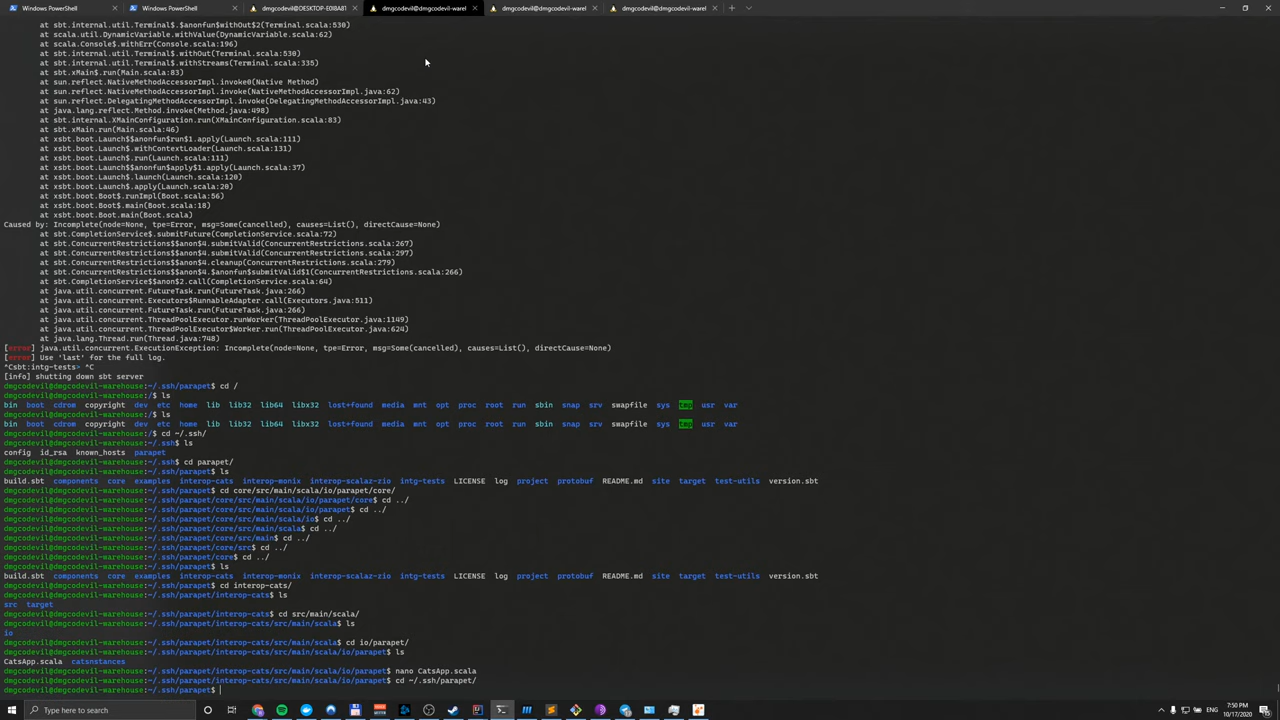 Windows PowerShell
Windows PowerShell
dmgcodevil@DESKTOP-E0I8A81
dmgcodevil@dmgcodevil-wareh
dmgcodevil@dmgcodevil-wareh
dmgcodevil@dmgcodevil-wareh
at sbt.internal.util.Terminal$.$anonfun$withOut$2(Terminal.scala:530)
at scala.util.DynamicVariable.withValue(DynamicVariable.scala:62)
at scala.Console$.withErr(Console.scala:196)
at sbt.internal.util.Terminal$.withOut(Terminal.scala:530)
at sbt.internal.util.Terminal$.withStreams(Terminal.scala:335)
at sbt.xMain$.run(Main.scala:83)
at sun.reflect.NativeMethodAccessorImpl.invoke0(Native Method)
at sun.reflect.NativeMethodAccessorImpl.invoke(NativeMethodAccessorImpl.java:62)
at sun.reflect.DelegatingMethodAccessorImpl.invoke(DelegatingMethodAccessorImpl.java:43)
at java.lang.reflect.Method.invoke(Method.java:498)
at sbt.internal.XMainConfiguration.run(XMainConfiguration.scala:83)
at sbt.xMain.run(Main.scala:46)
at xsbt.boot.Launch$$anonfun$run$1.apply(Launch.scala:111)
at xsbt.boot.Launch$.withContextLoader(Launch.scala:131)
at xsbt.boot.Launch$.run(Launch.scala:111)
at xsbt.boot.Launch$$anonfun$apply$1.apply(Launch.scala:37)
at xsbt.boot.Launch$.launch(Launch.scala:120)
at xsbt.boot.Launch$.apply(Launch.scala:20)
at xsbt.boot.Boot$.runImpl(Boot.scala:56)
at xsbt.boot.Boot$.main(Boot.scala:18)
at xsbt.boot.Boot.main(Boot.scala)
Caused by: Incomplete(node=None, tpe=Error, msg=Some(cancelled), causes=List(), directCause=None)
at sbt.CompletionService$.submitFuture(CompletionService.scala:72)
at sbt.ConcurrentRestrictions$$anon$4.submitValid(ConcurrentRestrictions.scala:267)
at sbt.ConcurrentRestrictions$$anon$4.submitValid(ConcurrentRestrictions.scala:297)
at sbt.ConcurrentRestrictions$$anon$4.cleanup(ConcurrentRestrictions.scala:279)
at sbt.ConcurrentRestrictions$$anon$4.$anonfun$submitValid$1(ConcurrentRestrictions.scala:266)
at sbt.CompletionService$$anon$2.call(CompletionService.scala:64)
at java.util.concurrent.FutureTask.run(FutureTask.java:266)
at java.util.concurrent.Executors$RunnableAdapter.call(Executors.java:511)
at java.util.concurrent.FutureTask.run(FutureTask.java:266)
at java.util.concurrent.ThreadPoolExecutor.runWorker(ThreadPoolExecutor.java:1149)
at java.util.concurrent.ThreadPoolExecutor$Worker.run(ThreadPoolExecutor.java:624)
at java.lang.Thread.run(Thread.java:748)
[error] java.util.concurrent.ExecutionException: Incomplete(node=None, tpe=Error, msg=Some(cancelled), causes=List(), directCause=None)
[error] Use 'last' for the full log.
^Csbt:intg-tests> ^C
[info] shutting down sbt server
dmgcodevil@dmgcodevil-warehouse:~/.ssh/parapet$ cd /
dmgcodevil@dmgcodevil-warehouse:/$ ls
bin boot cdrom copyright dev etc home lib lib32 lib64 libx32 lost+found media mnt opt proc root run sbin snap srv swapfile sys tmp usr var
dmgcodevil@dmgcodevil-warehouse:/$ ls
bin boot cdrom copyright dev etc home lib lib32 lib64 libx32 lost+found media mnt opt proc root run sbin snap srv swapfile sys tmp usr var
dmgcodevil@dmgcodevil-warehouse:/$ cd ~/.ssh/
dmgcodevil@dmgcodevil-warehouse:~/.ssh$ ls
config id_rsa known_hosts parapet
dmgcodevil@dmgcodevil-warehouse:~/.ssh$ cd parapet/
dmgcodevil@dmgcodevil-warehouse:~/.ssh/parapet$ ls
build.sbt components core examples interop-cats interop-monix interop-scalaz-zio intg-tests LICENSE log project protobuf README.md site target test-utils version.sbt
dmgcodevil@dmgcodevil-warehouse:~/.ssh/parapet$ cd core/src/main/scala/io/parapet/core/
dmgcodevil@dmgcodevil-warehouse:~/.ssh/parapet/core/src/main/scala/io/parapet/core$ cd ../
dmgcodevil@dmgcodevil-warehouse:~/.ssh/parapet/core/src/main/scala/io/parapet$ cd ../
dmgcodevil@dmgcodevil-warehouse:~/.ssh/parapet/core/src/main/scala/io$ cd ../
dmgcodevil@dmgcodevil-warehouse:~/.ssh/parapet/core/src/main/scala$ cd ../
dmgcodevil@dmgcodevil-warehouse:~/.ssh/parapet/core/src/main$ cd ../
dmgcodevil@dmgcodevil-warehouse:~/.ssh/parapet/core/src$ cd ../
dmgcodevil@dmgcodevil-warehouse:~/.ssh/parapet/core$ cd ../
dmgcodevil@dmgcodevil-warehouse:~/.ssh/parapet$ ls
build.sbt components core examples interop-cats interop-monix interop-scalaz-zio intg-tests LICENSE log project protobuf README.md site target test-utils version.sbt
dmgcodevil@dmgcodevil-warehouse:~/.ssh/parapet$ cd interop-cats/
dmgcodevil@dmgcodevil-warehouse:~/.ssh/parapet/interop-cats$ ls
src target
dmgcodevil@dmgcodevil-warehouse:~/.ssh/parapet/interop-cats$ cd src/main/scala/
dmgcodevil@dmgcodevil-warehouse:~/.ssh/parapet/interop-cats/src/main/scala$ ls
io
dmgcodevil@dmgcodevil-warehouse:~/.ssh/parapet/interop-cats/src/main/scala$ cd io/parapet/
dmgcodevil@dmgcodevil-warehouse:~/.ssh/parapet/interop-cats/src/main/scala/io/parapet$ ls
CatsApp.scala catsnstances
dmgcodevil@dmgcodevil-warehouse:~/.ssh/parapet/interop-cats/src/main/scala/io/parapet$ nano CatsApp.scala
dmgcodevil@dmgcodevil-warehouse:~/.ssh/parapet/interop-cats/src/main/scala/io/parapet$ cd ~/.ssh/parapet/
dmgcodevil@dmgcodevil-warehouse:~/.ssh/parapet$
Type here to search
ENG
7:50 PM
10/17/2020